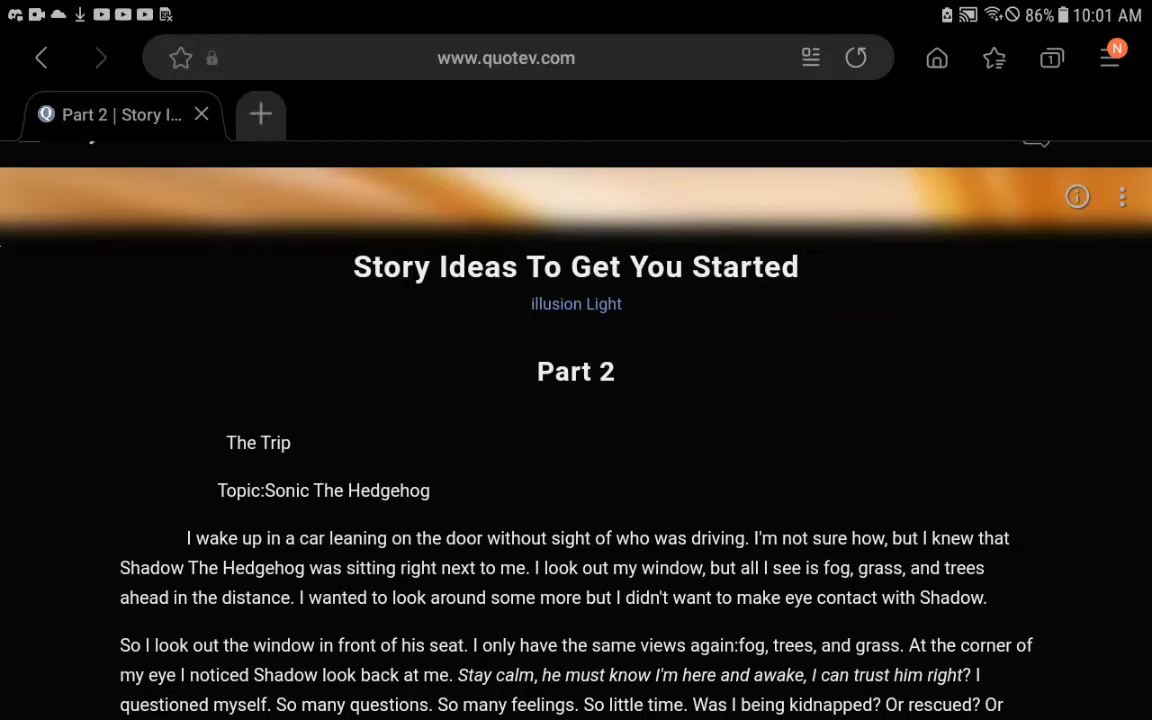 86% 10:01 AM
www.quotev.com
1
N
Q Part 2 | Story I...
Story Ideas To Get You Started
illusion Light
Part 2
The Trip
Topic:Sonic The Hedgehog
I wake up in a car leaning on the door without sight of who was driving. I'm not sure how, but I knew that
Shadow The Hedgehog was sitting right next to me. I look out my window, but all I see is fog, grass, and trees
ahead in the distance. I wanted to look around some more but I didn't want to make eye contact with Shadow.
So I look out the window in front of his seat. I only have the same views again:fog, trees, and grass. At the corner of
my eye I noticed Shadow look back at me. Stay calm, he must know I'm here and awake, I can trust him right? I
questioned myself. So many questions. So many feelings. So little time. Was I being kidnapped? Or rescued? Or